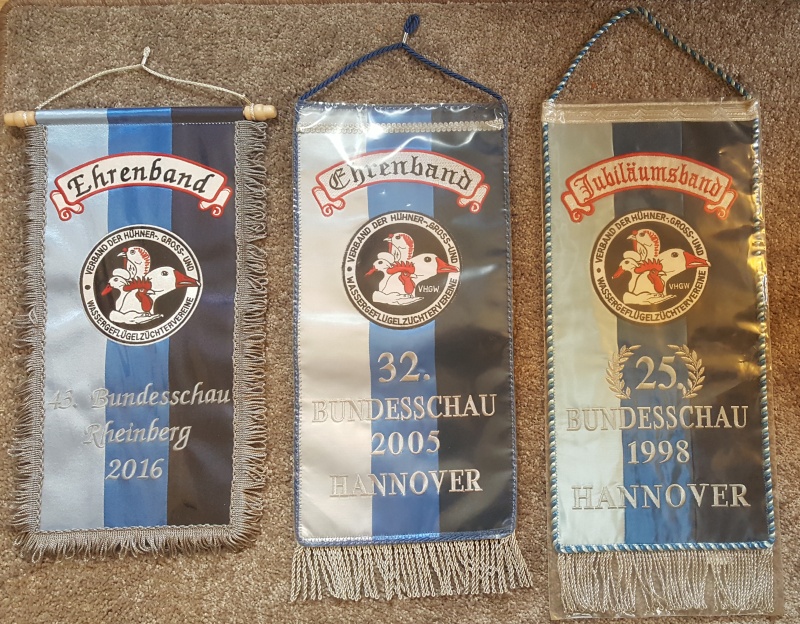 Ehrenband
VERBAND DER HÜHNER-, GROSS- UND
WASSERGEFLÜGELZÜCHTERVEREINE
43. Bundesschau
Rheinberg
2016
Ehrenband
VERBAND DER HÜHNER-, GROSS- UND
WASSERGEFLÜGELZÜCHTERVEREINE
VHGW
32.
BUNDESSCHAU
2005
HANNOVER
Jubiläumsband
VERBAND DER HÜHNER-, GROSS- UND
WASSERGEFLÜGELZÜCHTERVEREINE
VHGW
25.
BUNDESSCHAU
1998
HANNOVER